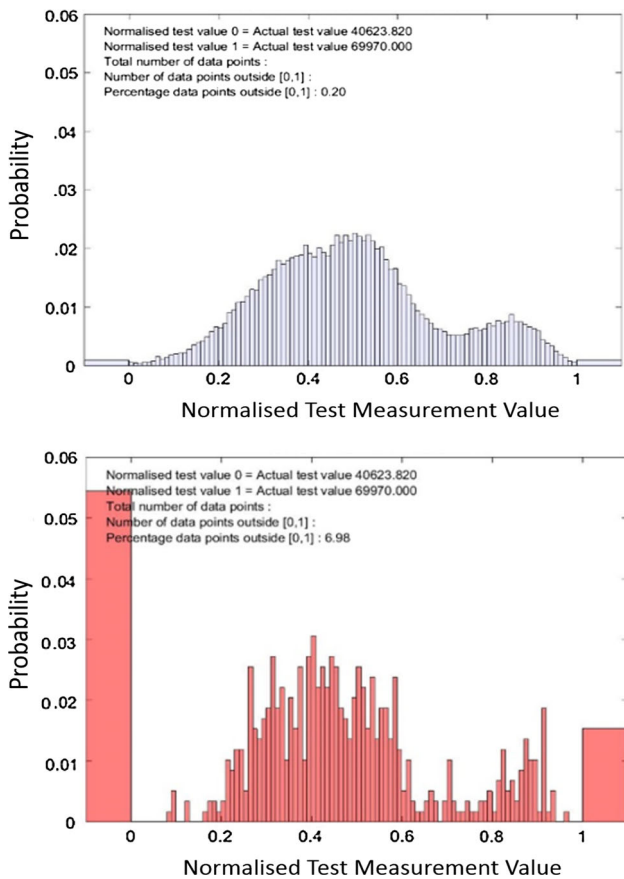 0.06
Normalised test value 0 = Actual test value 40623.820
Normalised test value 1 = Actual test value 69970.000
Total number of data points :
Number of data points outside [0,1] :
Percentage data points outside [0,1] : 0.20
0.05
.04
.03
.02
0.01
0
Probability
0 0.2 0.4 0.6 0.8 1
Normalised Test Measurement Value
0.06
Normalised test value 0 = Actual test value 40623.820
Normalised test value 1 = Actual test value 69970.000
Total number of data points :
Number of data points outside [0,1] :
Percentage data points outside [0,1] : 6.98
0.05
0.04
0.03
0.02
0.01
0
Probability
0 0.2 0.4 0.6 0.8 1
Normalised Test Measurement Value